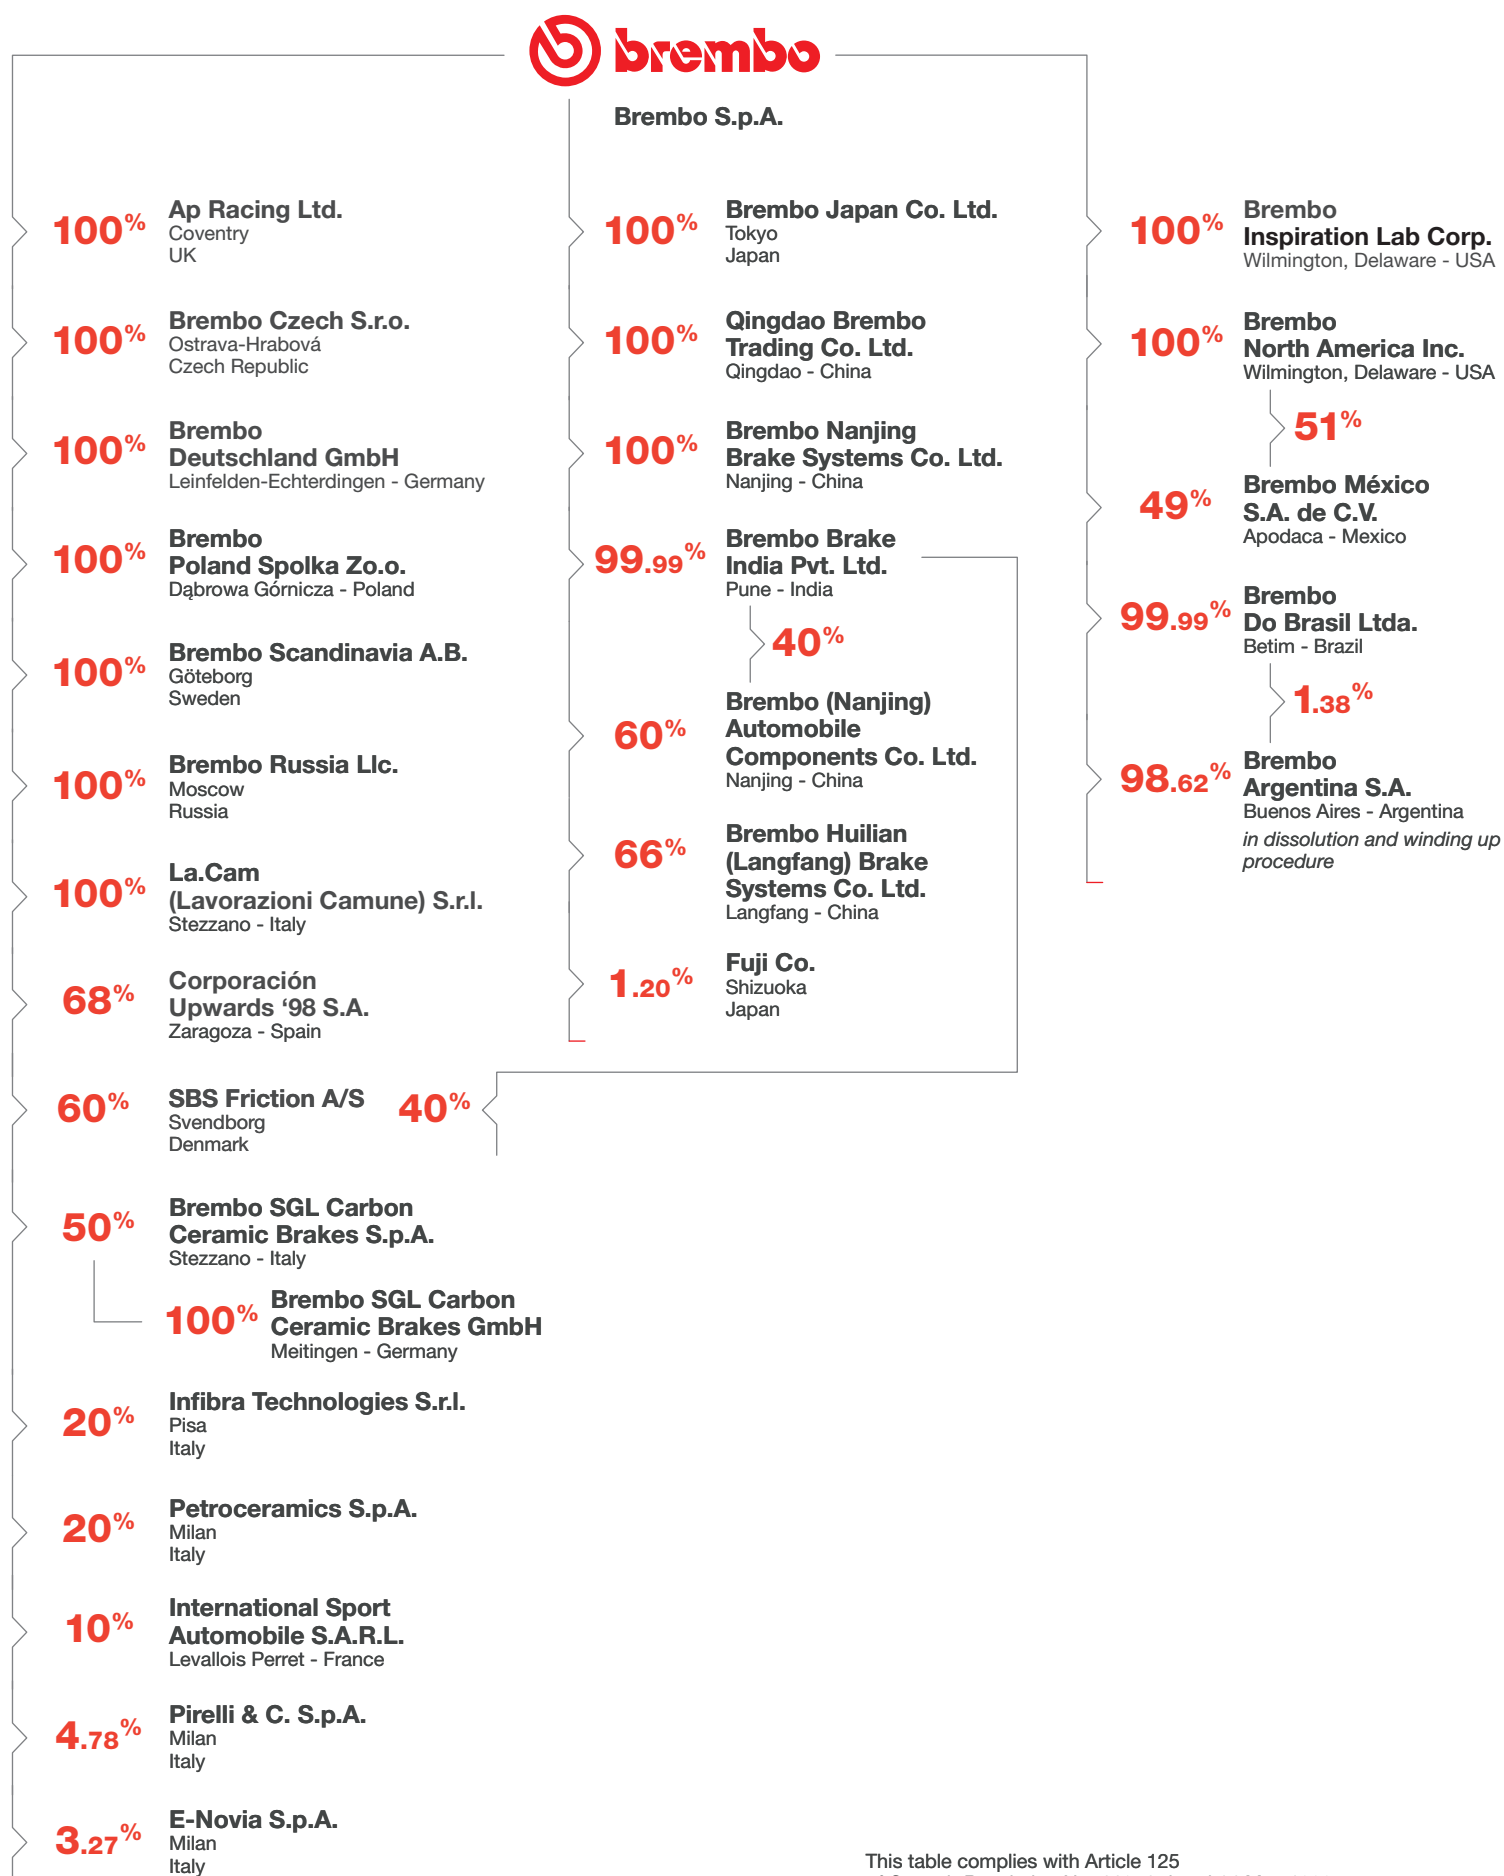 brembo
Brembo S.p.A.
100%
Ap Racing Ltd.
Coventry
UK
100%
Brembo Czech S.r.o.
Ostrava-Hrabová
Czech Republic
100%
Brembo
Deutschland GmbH
Leinfelden-Echterdingen - Germany
100%
Brembo
Poland Spolka Zo.o.
Dąbrowa Górnicza - Poland
100%
Brembo Scandinavia A.B.
Göteborg
Sweden
100%
Brembo Russia Llc.
Moscow
Russia
100%
La.Cam
(Lavorazioni Camune) S.r.l.
Stezzano - Italy
68%
Corporación
Upwards ‘98 S.A.
Zaragoza - Spain
60%
SBS Friction A/S
Svendborg
Denmark
40%
50%
Brembo SGL Carbon
Ceramic Brakes S.p.A.
Stezzano - Italy
100%
Brembo SGL Carbon
Ceramic Brakes GmbH
Meitingen - Germany
20%
Infibra Technologies S.r.l.
Pisa
Italy
20%
Petroceramics S.p.A.
Milan
Italy
10%
International Sport
Automobile S.A.R.L.
Levallois Perret - France
4.78%
Pirelli & C. S.p.A.
Milan
Italy
3.27%
E-Novia S.p.A.
Milan
Italy
100%
Brembo Japan Co. Ltd.
Tokyo
Japan
100%
Qingdao Brembo
Trading Co. Ltd.
Qingdao - China
100%
Brembo Nanjing
Brake Systems Co. Ltd.
Nanjing - China
99.99%
Brembo Brake
India Pvt. Ltd.
Pune - India
40%
60%
Brembo (Nanjing)
Automobile
Components Co. Ltd.
Nanjing - China
66%
Brembo Huilian
(Langfang) Brake
Systems Co. Ltd.
Langfang - China
1.20%
Fuji Co.
Shizuoka
Japan
100%
Brembo
Inspiration Lab Corp.
Wilmington, Delaware - USA
100%
Brembo
North America Inc.
Wilmington, Delaware - USA
51%
49%
Brembo México
S.A. de C.V.
Apodaca - Mexico
99.99%
Brembo
Do Brasil Ltda.
Betim - Brazil
1.38%
98.62%
Brembo
Argentina S.A.
Buenos Aires - Argentina
in dissolution and winding up
procedure
This table complies with Article 125